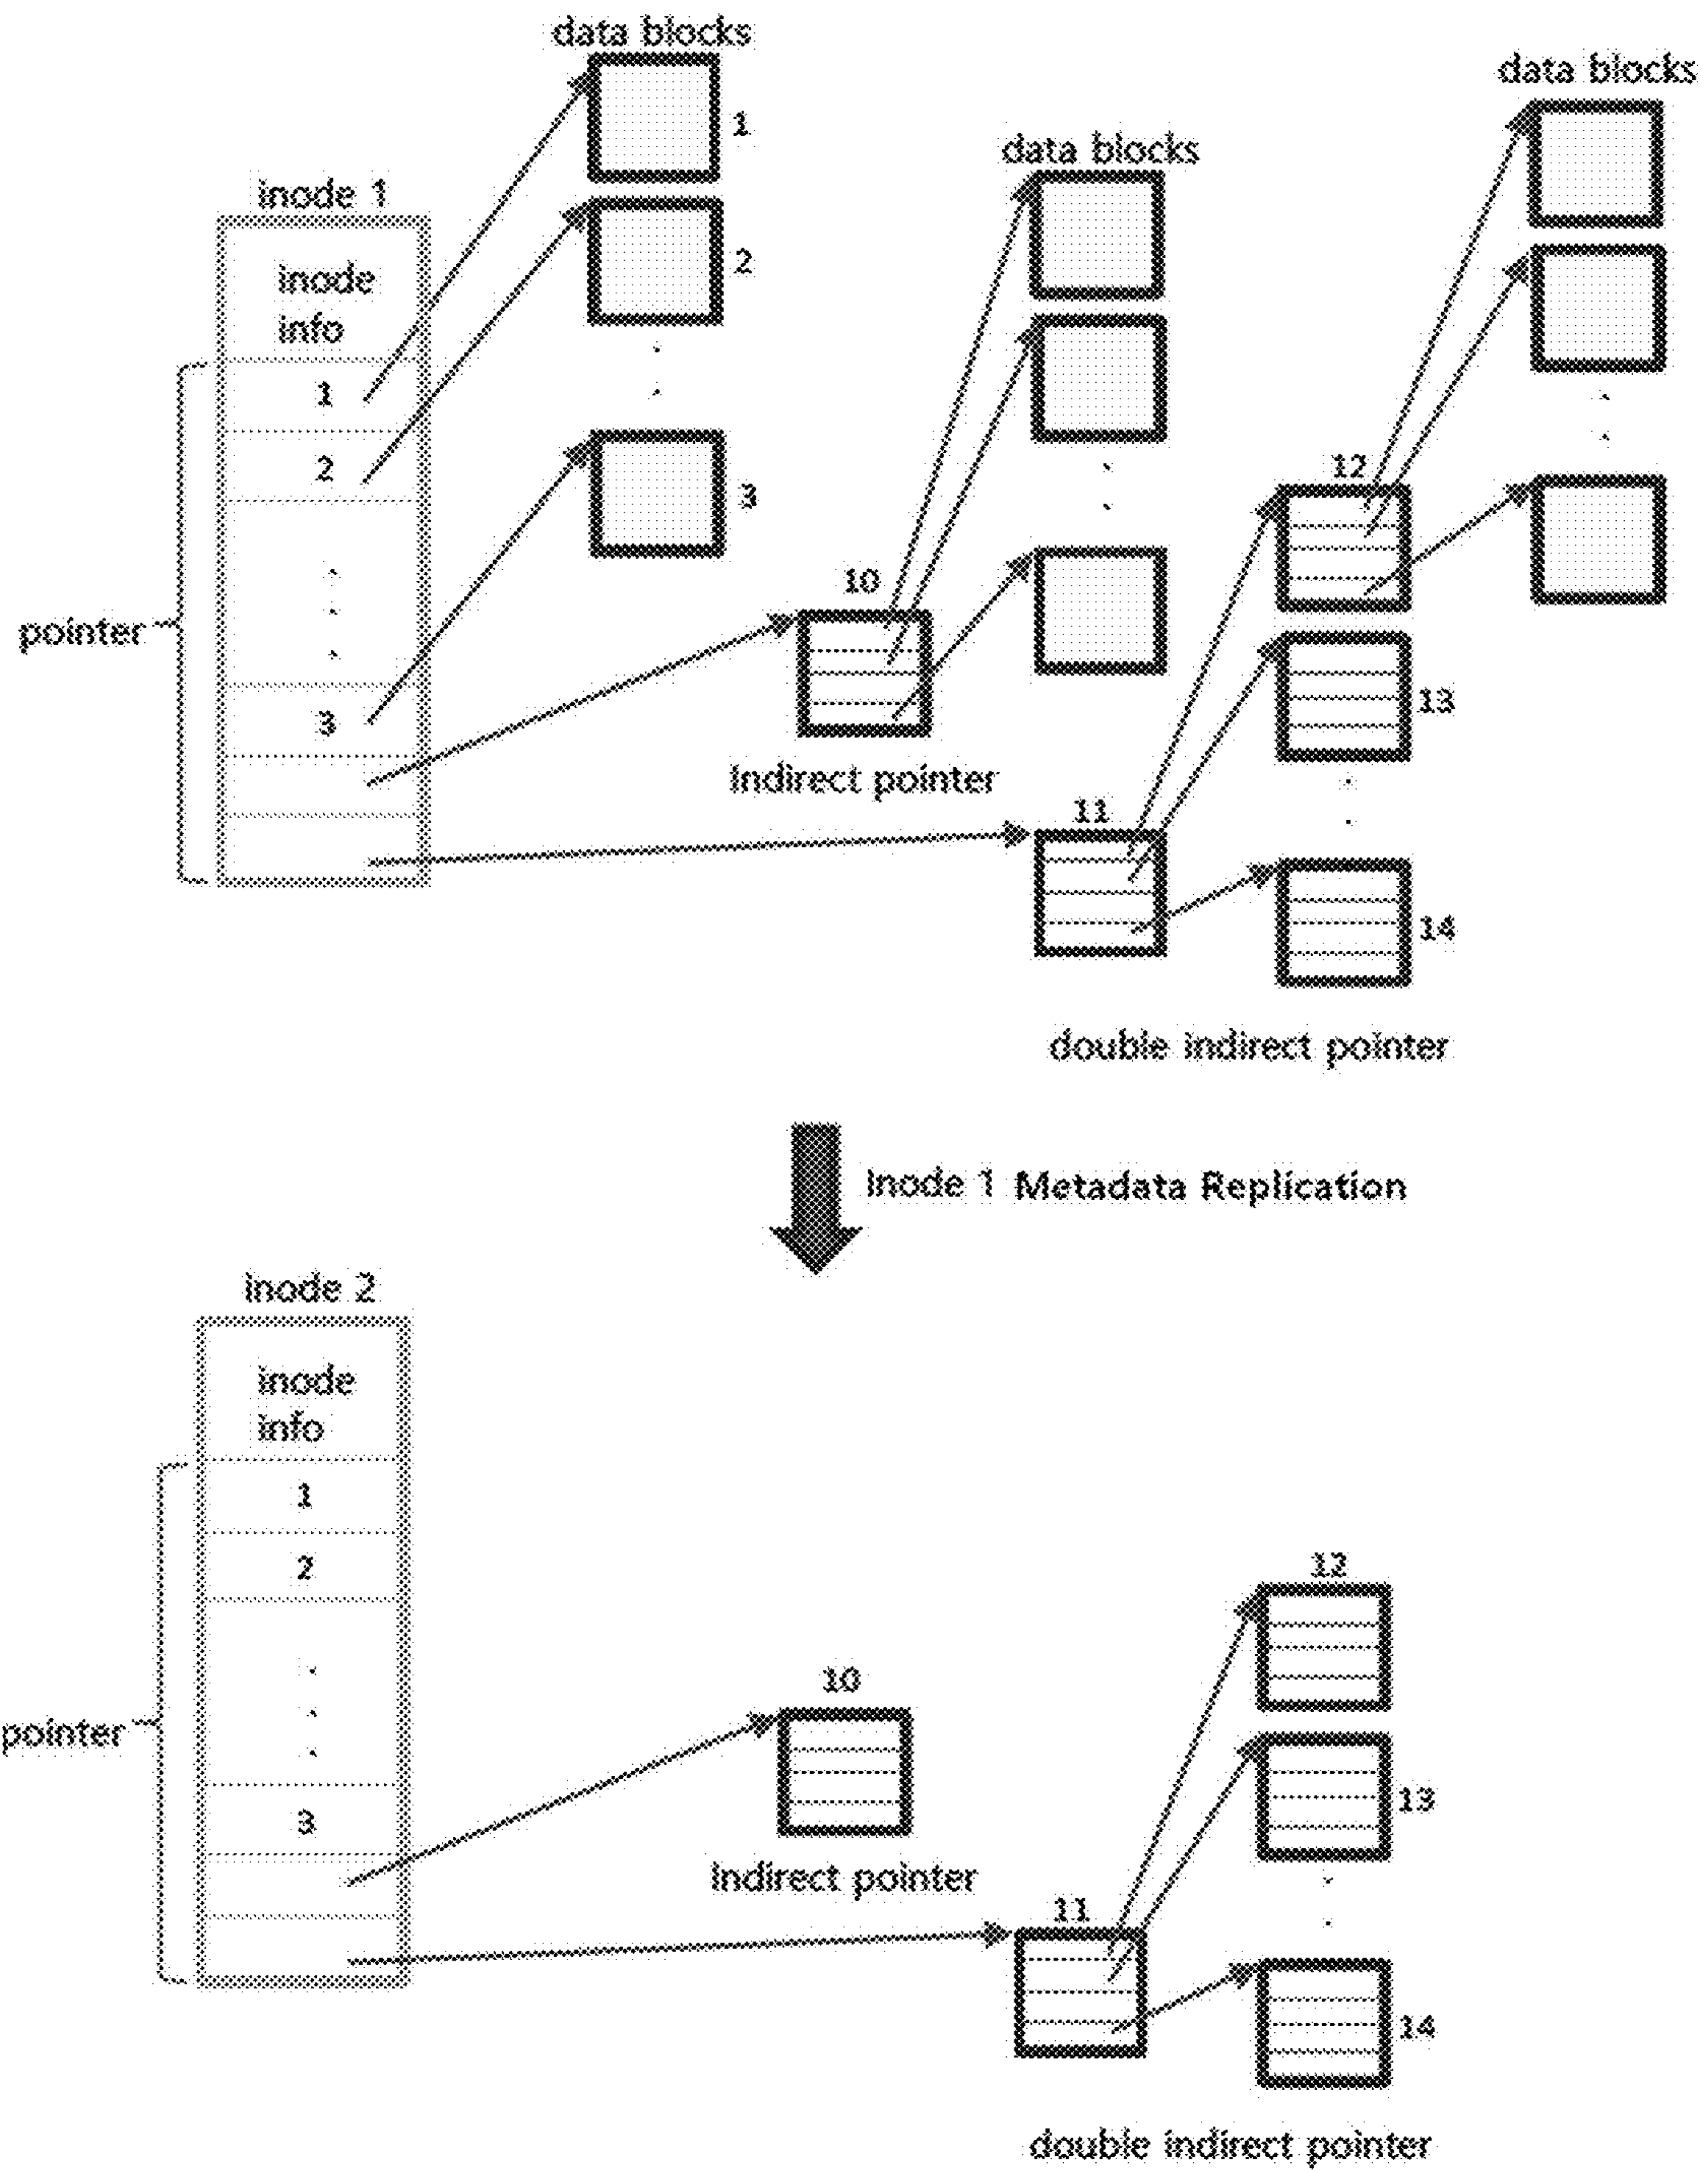 data blocks
data blocks
1
data blocks
inode 1
2
inode
info
1
2
12
3
10
pointer
13
3
Indirect pointer
11
14
double indirect pointer
Inode 1 Metadata Replication
inode 2
inode
info
1
2
12
10
pointer
13
3
Indirect pointer
11
14
double indirect pointer